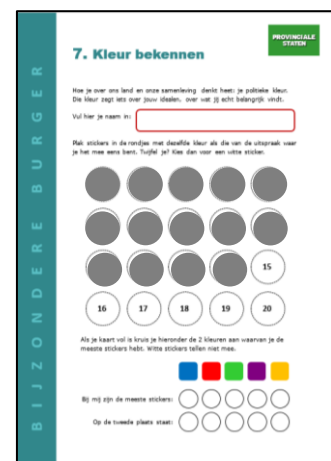 PROVINCIALE
STATEN
7. Kleur bekennen
Hoe je over ons land en onze samenleving denkt heet: je politieke kleur.
Die kleur zegt iets over jouw idealen, over wat jij echt belangrijk vindt.
Vul hier je naam in:
Plak stickers in de rondjes met dezelfde kleur als die van de uitspraak waar
je het mee eens bent. Twijfel je? Kies dan voor een witte sticker.
15
16 17 18 19 20
Als je kaart vol is kruis je hieronder de 2 kleuren aan waarvan je de
meeste stickers hebt. Witte stickers tellen niet mee.
Bij mij zijn de meeste stickers:
Op de tweede plaats staat:
BIJZONDERE BURGER